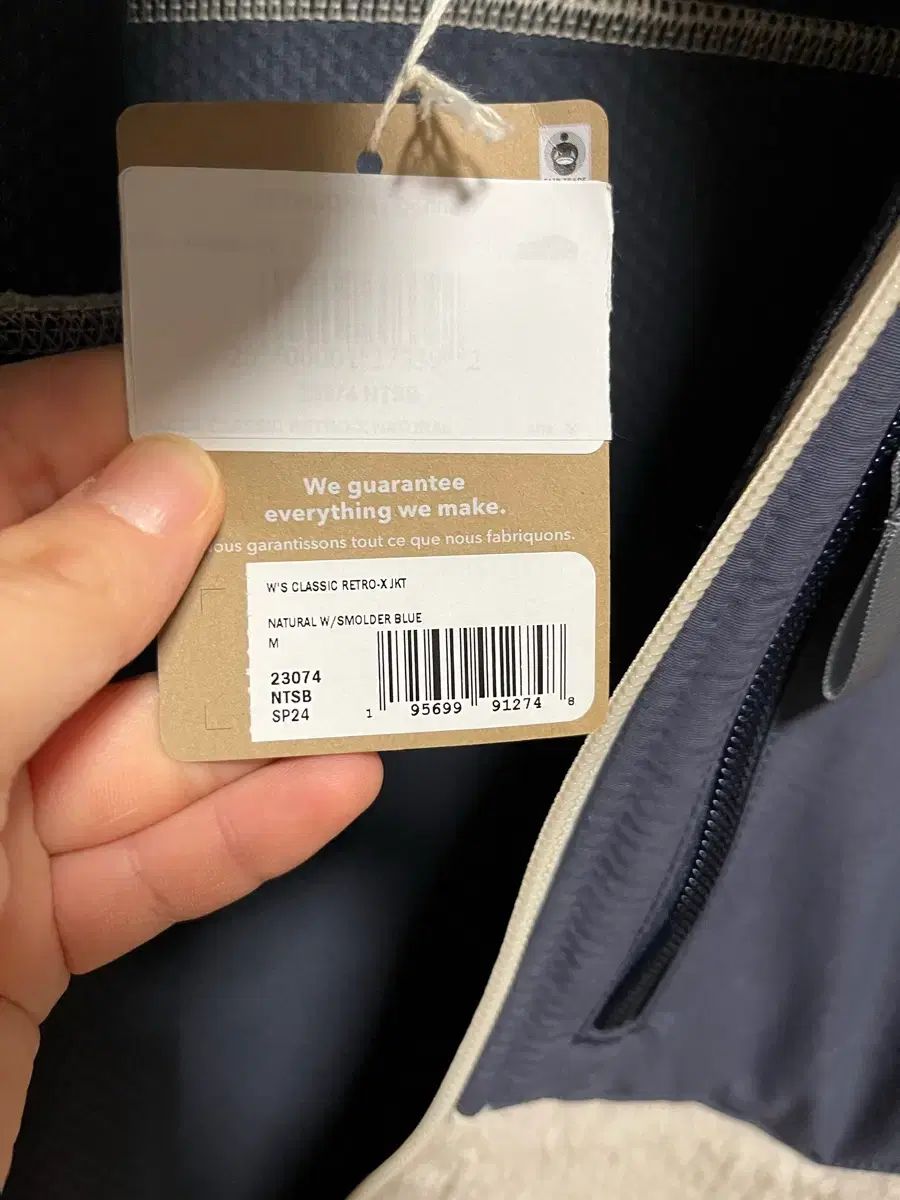 We guarantee
everything we make.
ous garantissons tout ce que nous fabriquons.
W'S CLASSIC RETRO-X JKT
NATURAL W/SMOLDER BLUE
M
23074
NTSB
SP24
1 95699 91274 8